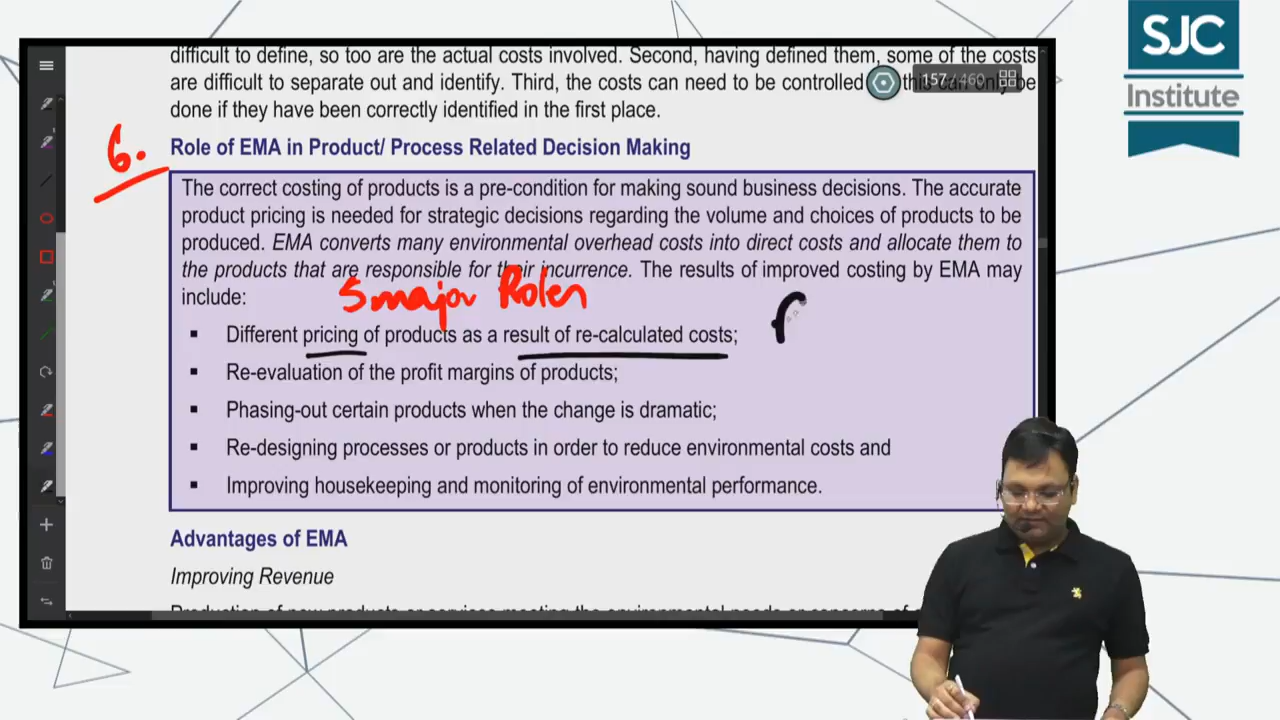 SJC
Institute
difficult to define, so too are the actual costs involved. Second, having defined them, some of the costs
are difficult to separate out and identify. Third, the costs can need to be controlled this can only be
157 / 460
done if they have been correctly identified in the first place.
6.
Role of EMA in Product/ Process Related Decision Making
The correct costing of products is a pre-condition for making sound business decisions. The accurate
product pricing is needed for strategic decisions regarding the volume and choices of products to be
produced. EMA converts many environmental overhead costs into direct costs and allocate them to
the products that are responsible for their incurrence. The results of improved costing by EMA may
include:
5 major Roles
▪ Different pricing of products as a result of re-calculated costs;
▪ Re-evaluation of the profit margins of products;
▪ Phasing-out certain products when the change is dramatic;
▪ Re-designing processes or products in order to reduce environmental costs and
▪ Improving housekeeping and monitoring of environmental performance.
Advantages of EMA
Improving Revenue